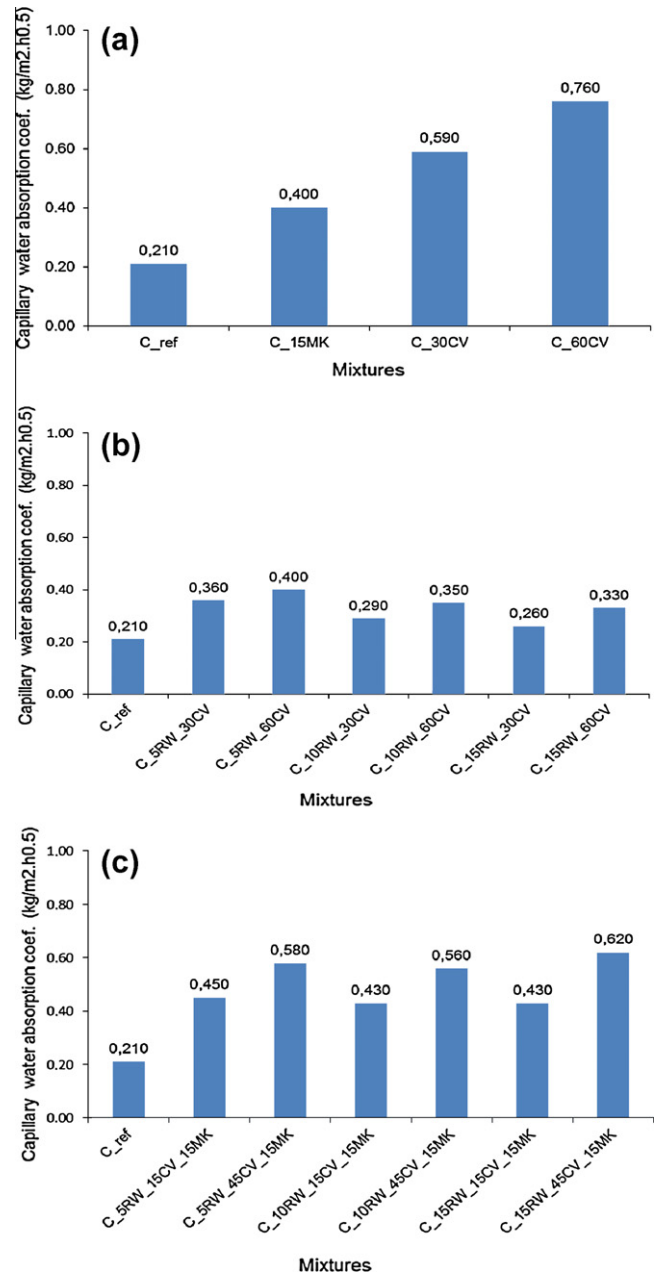 (a)
Capillary water absorption coef. (kg/m2.h0.5)
1.00
0.80
0.60
0.40
0.20
0.00
0,210
0,400
0,590
0,760
C_ref
C_15MK
C_30CV
C_60CV
Mixtures
(b)
Capillary water absorption coef. (kg/m2.h0.5)
1.00
0.80
0.60
0.40
0.20
0.00
0,210
0,360
0,400
0,290
0,350
0,260
0,330
C_ref
C_5RW_30CV
C_5RW_60CV
C_10RW_30CV
C_10RW_60CV
C_15RW_30CV
C_15RW_60CV
Mixtures
(c)
Capillary water absorption coef. (kg/m2.h0.5)
1.00
0.80
0.60
0.40
0.20
0.00
0,210
0,450
0,580
0,430
0,560
0,430
0,620
C_ref
C_5RW_15CV_15MK
C_5RW_45CV_15MK
C_10RW_15CV_15MK
C_10RW_45CV_15MK
C_15RW_15CV_15MK
C_15RW_45CV_15MK
Mixtures